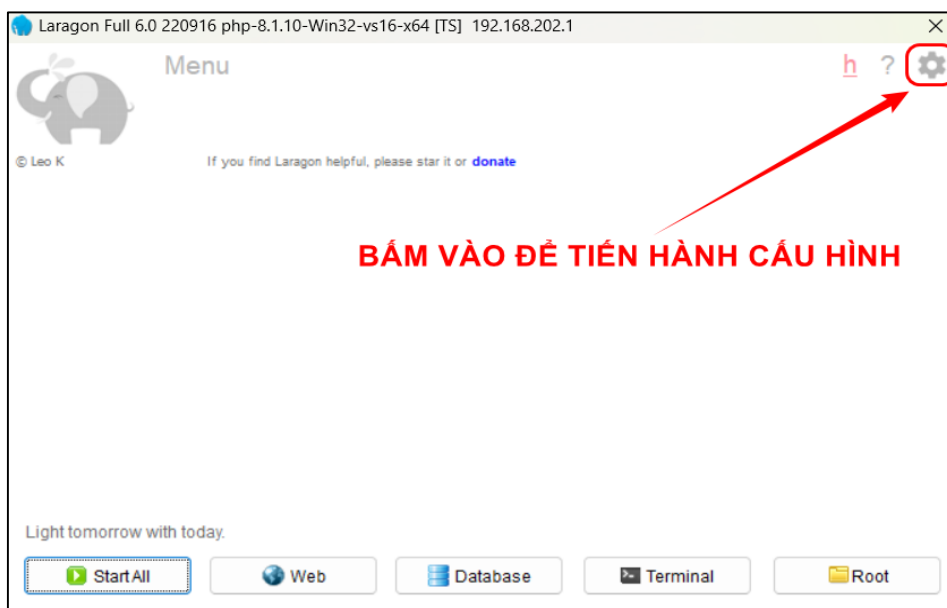 Laragon Full 6.0 220916 php-8.1.10-Win32-vs16-x64 [TS] 192.168.202.1
Menu
h ?
© Leo K
If you find Laragon helpful, please star it or donate
BẤM VÀO ĐỂ TIẾN HÀNH CẤU HÌNH
Light tomorrow with today.
Start All Web Database Terminal Root